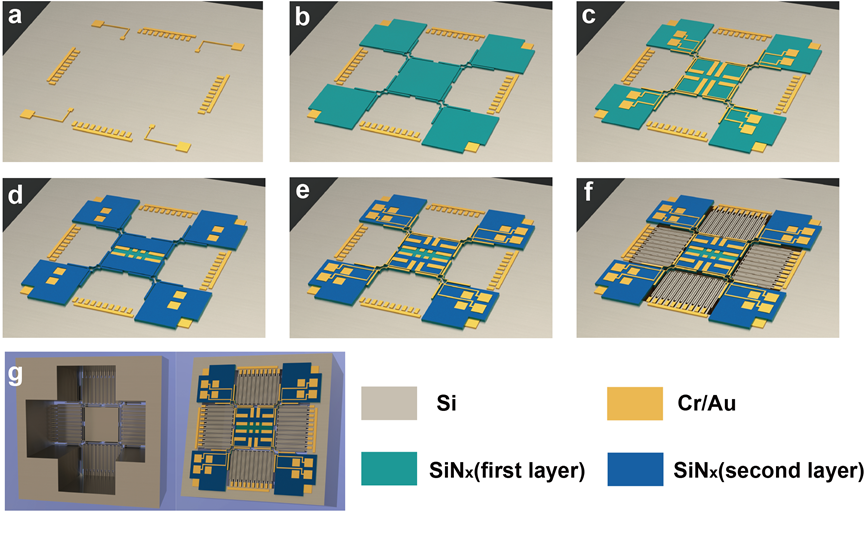 a
b
c
d
e
f
g
Si
Cr/Au
SiNx(first layer)
SiNx(second layer)